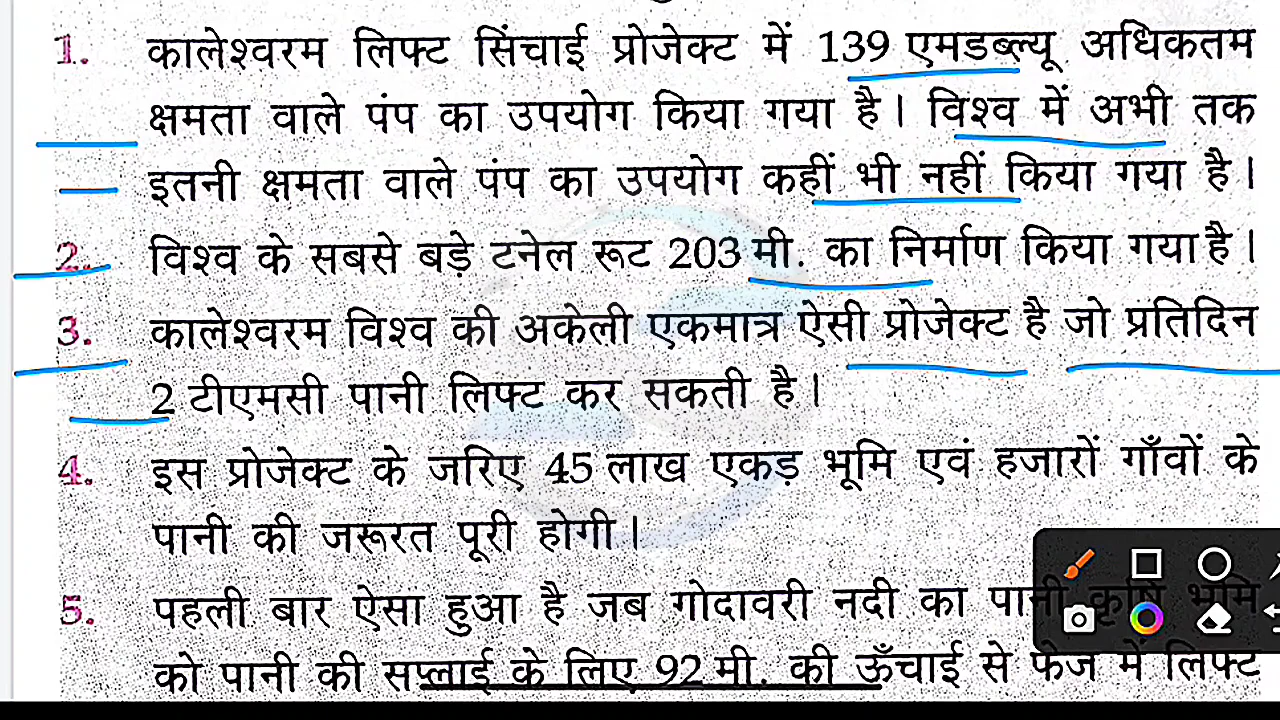 1. कालेश्वरम लिफ्ट सिंचाई प्रोजेक्ट में 139 एमडब्ल्यू अधिकतम
क्षमता वाले पंप का उपयोग किया गया है। विश्व में अभी तक
इतनी क्षमता वाले पंप का उपयोग कहीं भी नहीं किया गया है।
2. विश्व के सबसे बड़े टनेल रूट 203 मी. का निर्माण किया गया है।
3. कालेश्वरम विश्व की अकेली एकमात्र ऐसी प्रोजेक्ट है जो प्रतिदिन
2 टीएमसी पानी लिफ्ट कर सकती है।
4. इस प्रोजेक्ट के जरिए 45 लाख एकड़ भूमि एवं हजारों गाँवों के
पानी की जरूरत पूरी होगी।
5. पहली बार ऐसा हुआ है जब गोदावरी नदी का पानी कृषि भूमि
को पानी की सप्लाई के लिए 92 मी. की ऊँचाई से फेज में लिफ्ट